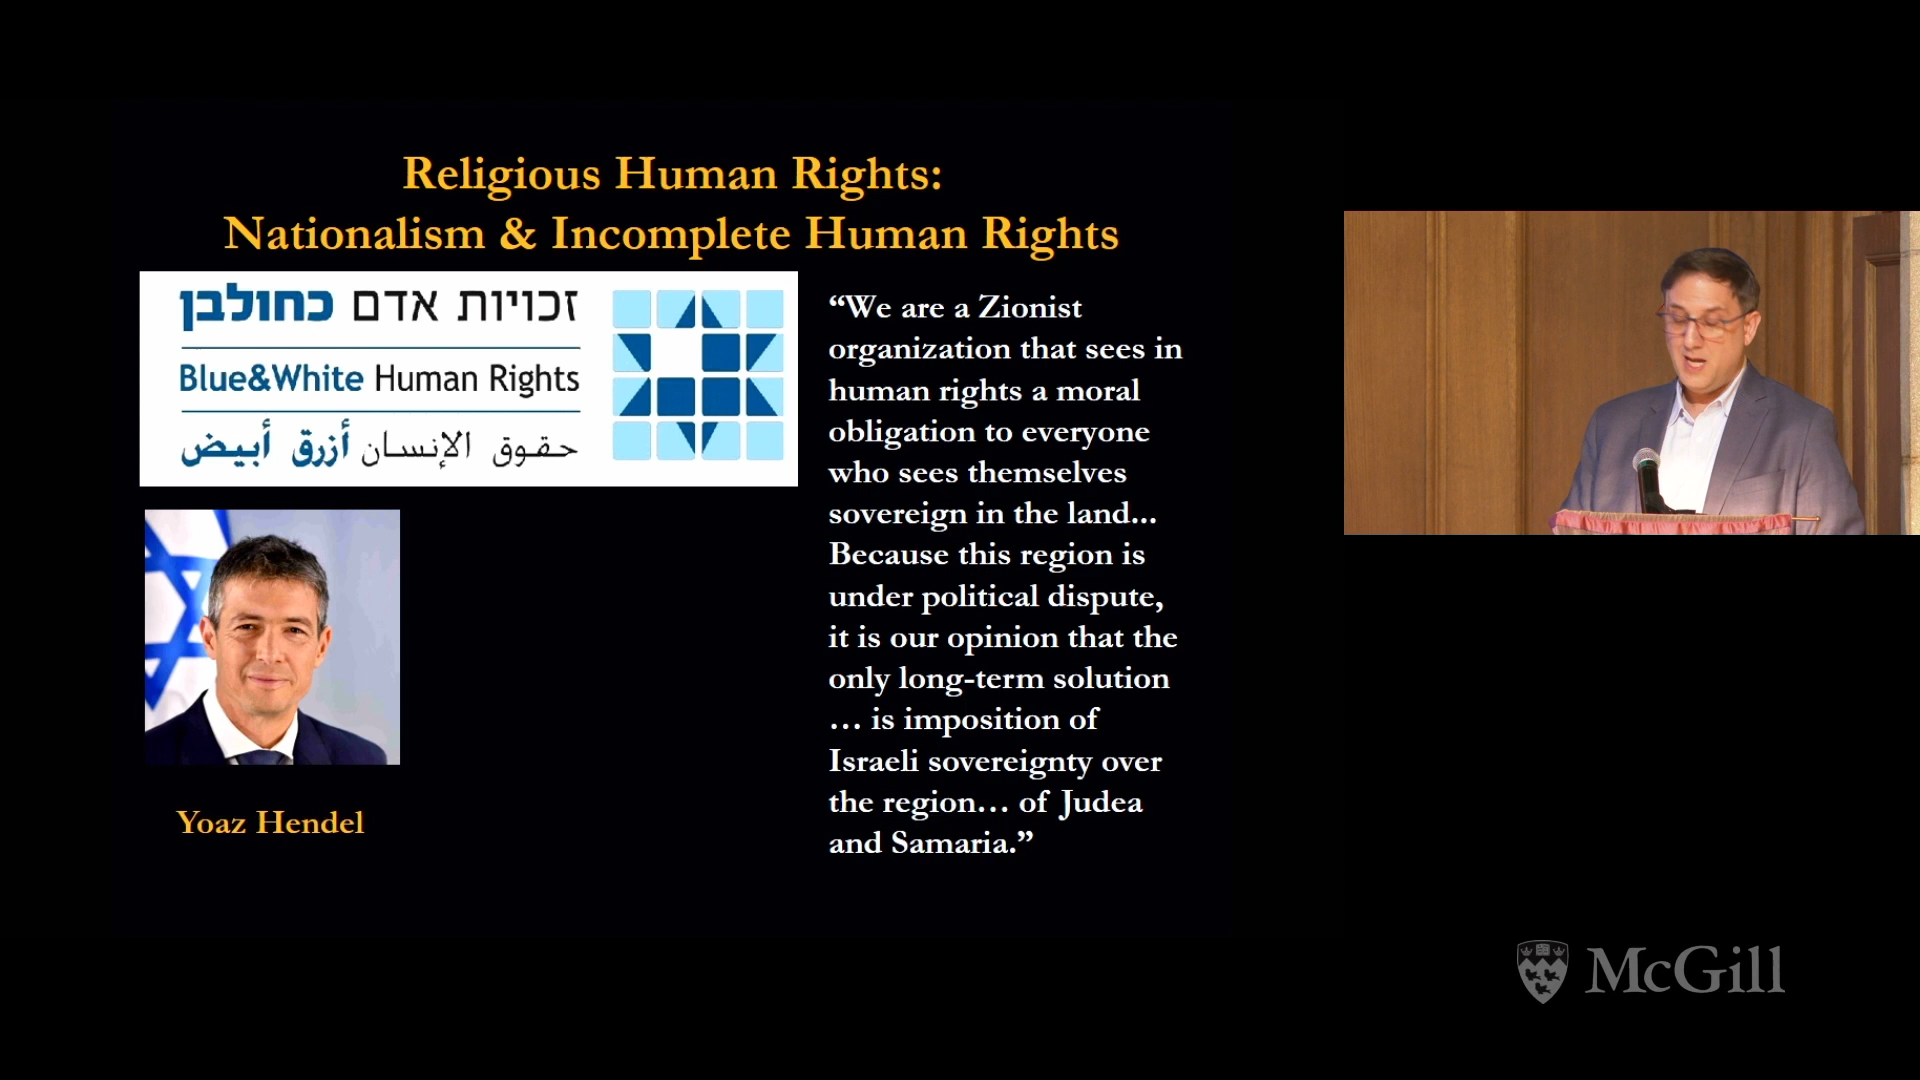 Religious Human Rights:
Nationalism & Incomplete Human Rights
זכויות אדם כחולבן
Blue&White Human Rights
حقوق الإنسان أزرق أبيض
“We are a Zionist
organization that sees in
human rights a moral
obligation to everyone
who sees themselves
sovereign in the land...
Because this region is
under political dispute,
it is our opinion that the
only long-term solution
… is imposition of
Israeli sovereignty over
the region… of Judea
and Samaria.”
Yoaz Hendel
McGill